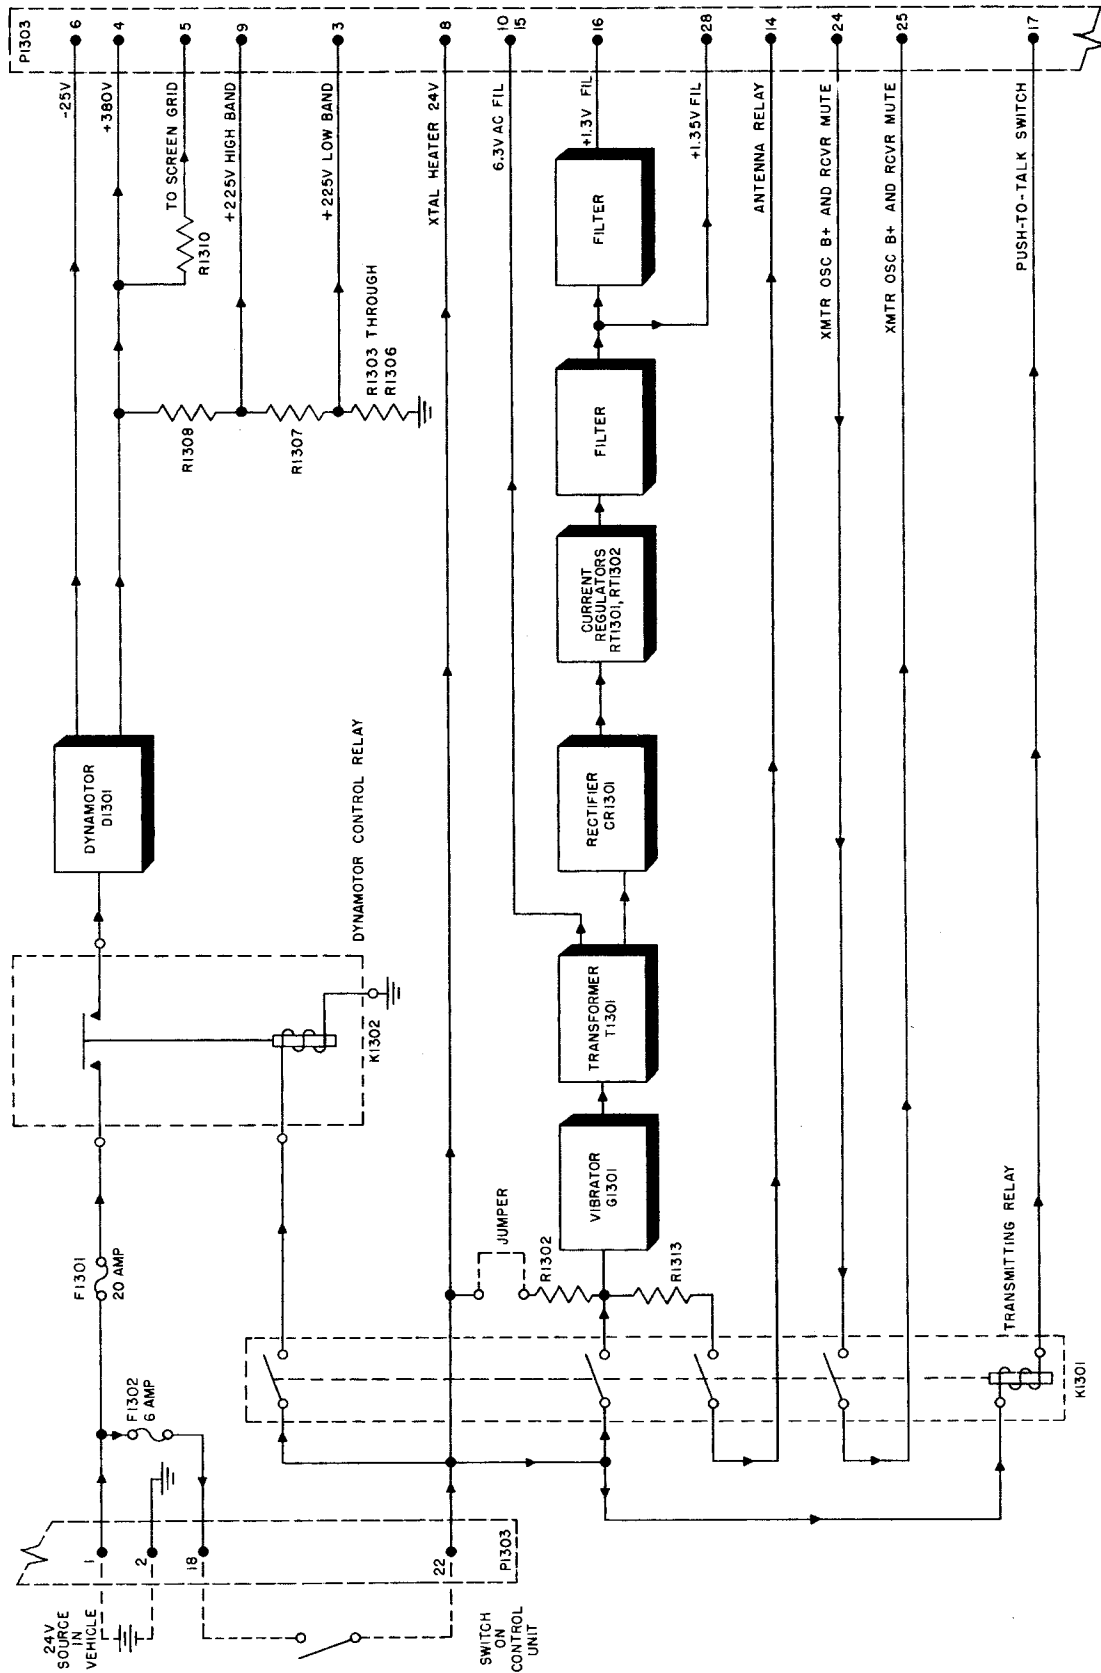 24V
SOURCE
IN
VEHICLE
1
2
18
22
P1303
SWITCH
ON
CONTROL
UNIT
F1301
20 AMP
F1302
6 AMP
K1302
DYNAMOTOR CONTROL RELAY
DYNAMOTOR
D1301
R1308
R1307
R1303 THROUGH
R1306
R1310
JUMPER
R1302
R1313
VIBRATOR
G1301
TRANSFORMER
T1301
RECTIFIER
CR1301
CURRENT
REGULATORS
RT1301, RT1302
FILTER
FILTER
K1301
TRANSMITTING RELAY
P1303
-25V
6
+380V
4
TO SCREEN GRID
5
+225V HIGH BAND
9
+225V LOW BAND
3
XTAL HEATER 24V
8
6.3V AC FIL
10
15
+1.3V FIL
16
+1.35V FIL
28
ANTENNA RELAY
14
XMTR OSC B+ AND RCVR MUTE
24
XMTR OSC B+ AND RCVR MUTE
25
PUSH-TO-TALK SWITCH
17